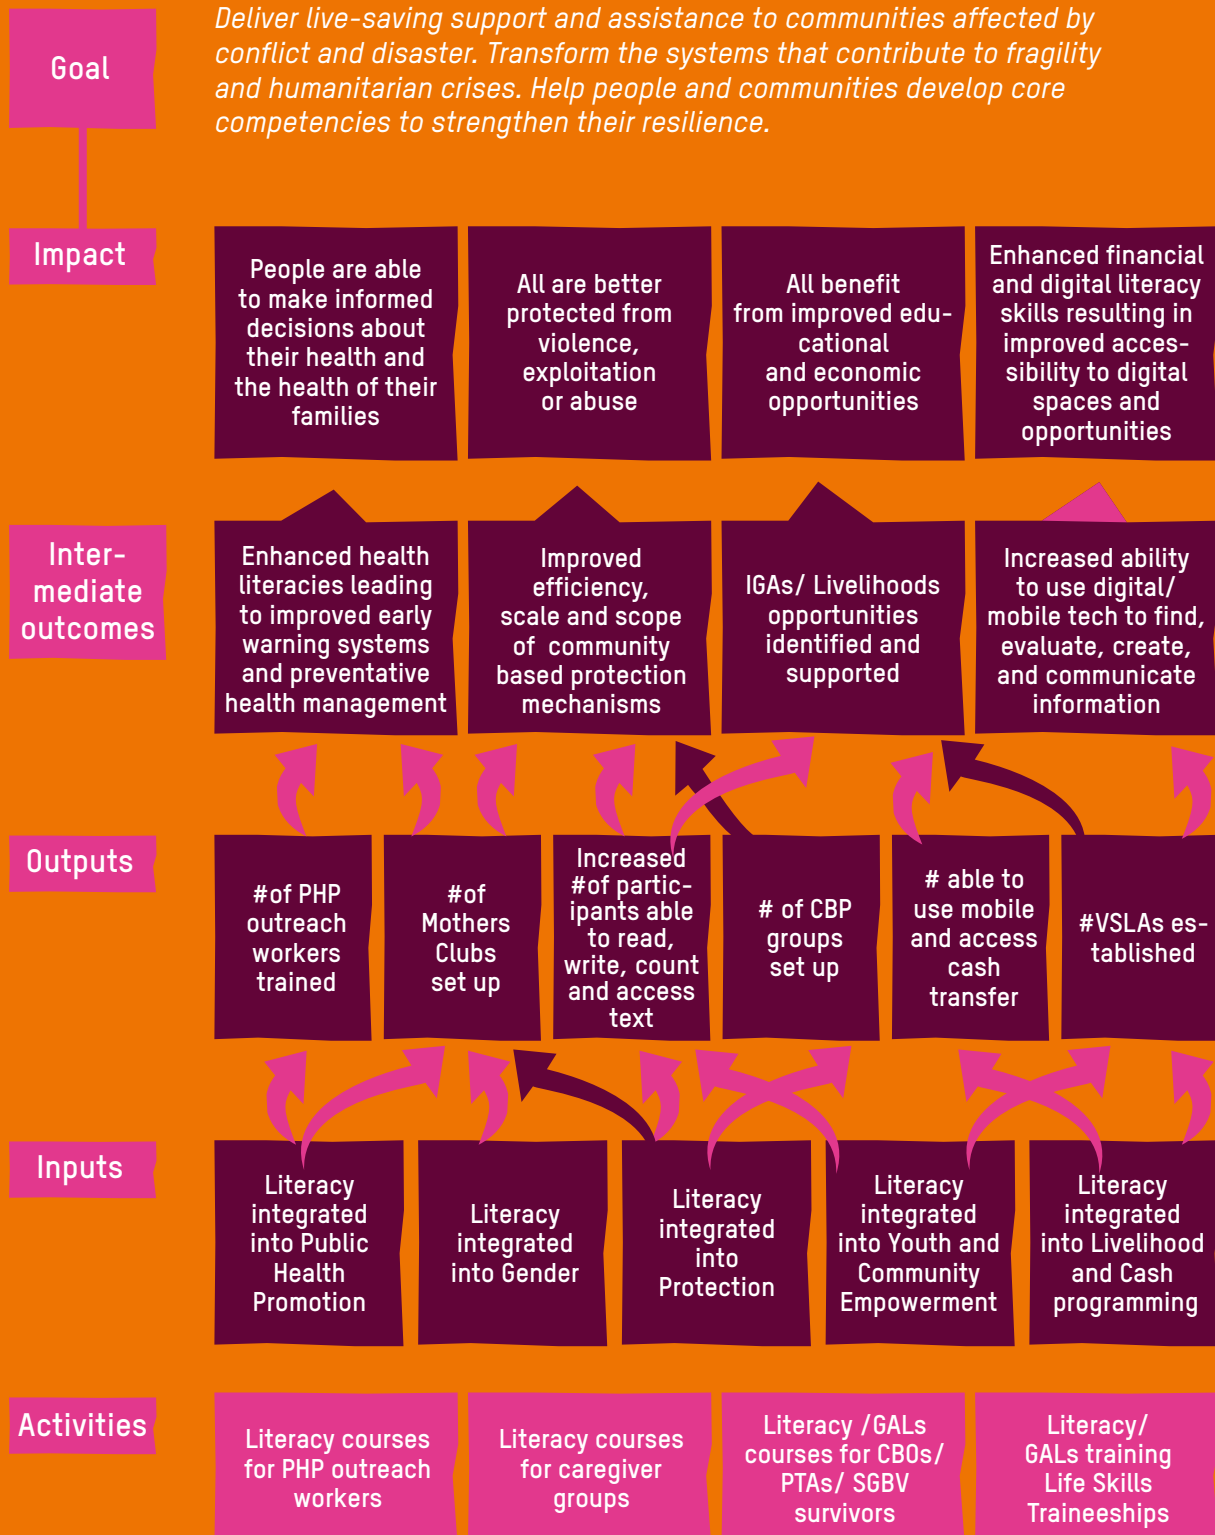 Goal
Deliver live-saving support and assistance to communities affected by
conflict and disaster. Transform the systems that contribute to fragility
and humanitarian crises. Help people and communities develop core
competencies to strengthen their resilience.
Impact
People are able
to make informed
decisions about
their health and
the health of their
families
All are better
protected from
violence,
exploitation
or abuse
All benefit
from improved edu-
cational
and economic
opportunities
Enhanced financial
and digital literacy
skills resulting in
improved acces-
sibility to digital
spaces and
opportunities
Inter-
mediate
outcomes
Enhanced health
literacies leading
to improved early
warning systems
and preventative
health management
Improved
efficiency,
scale and scope
of community
based protection
mechanisms
IGAs/ Livelihoods
opportunities
identified and
supported
Increased ability
to use digital/
mobile tech to find,
evaluate, create,
and communicate
information
Outputs
#of PHP
outreach
workers
trained
#of
Mothers
Clubs
set up
Increased
#of partic-
ipants able
to read,
write, count
and access
text
# of CBP
groups
set up
# able to
use mobile
and access
cash
transfer
#VSLAs es-
tablished
Inputs
Literacy
integrated
into Public
Health
Promotion
Literacy
integrated
into Gender
Literacy
integrated
into
Protection
Literacy
integrated
into Youth and
Community
Empowerment
Literacy
integrated
into Livelihood
and Cash
programming
Activities
Literacy courses
for PHP outreach
workers
Literacy courses
for caregiver
groups
Literacy /GALs
courses for CBOs/
PTAs/ SGBV
survivors
Literacy/
GALs training
Life Skills
Traineeships